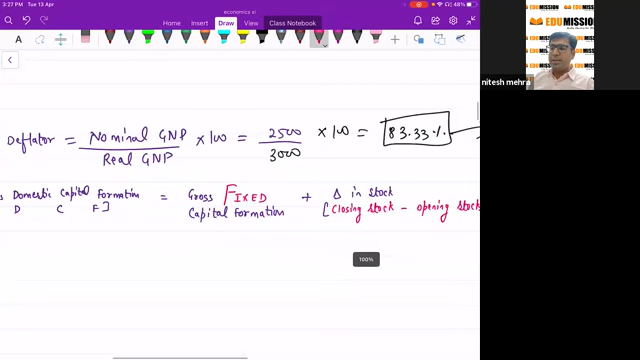 3:27 PM Tue 13 Apr
48%
economics xi
Home Insert Draw View Class Notebook
EDUMISSION
nitesh mehra
Deflator = Nominal GNP × 100 = 2500 × 100 = 83.33 %
Real GNP 3000
s Domestic Capital Formation = Gross FIXED + Δ in stock
D C F] Capital formation [closing stock - opening stock
100%